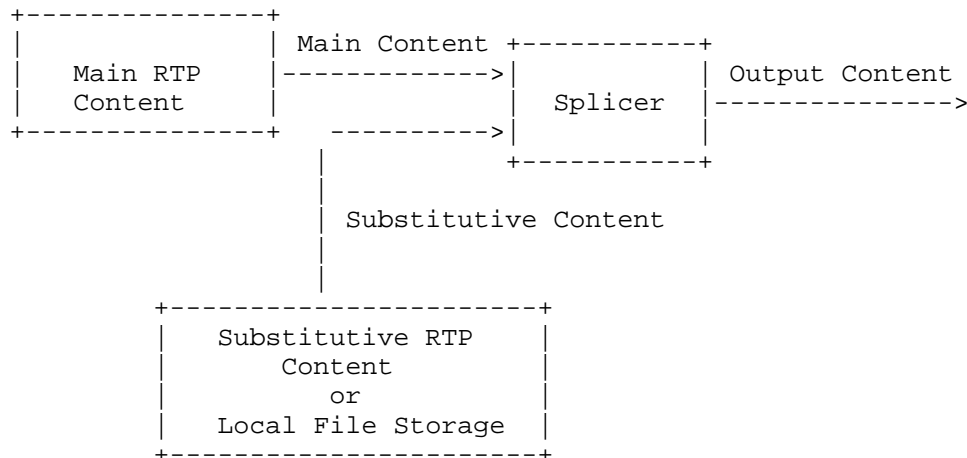 Main Content
Main RTP
Output Content
Content
Splicer
Substitutive Content
Substitutive RTP
Content
or
Local File Storage